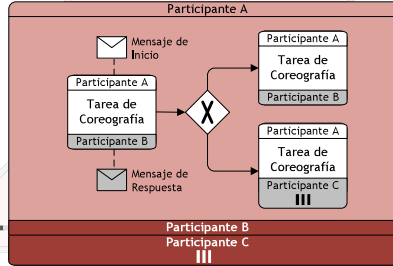 Participante A
Mensaje de
Inicio
Participante A
Tarea de
Coreografía
Participante B
Mensaje de
Respuesta
X
Participante A
Tarea de
Coreografía
Participante B
Participante A
Tarea de
Coreografía
Participante C
Participante B
Participante C